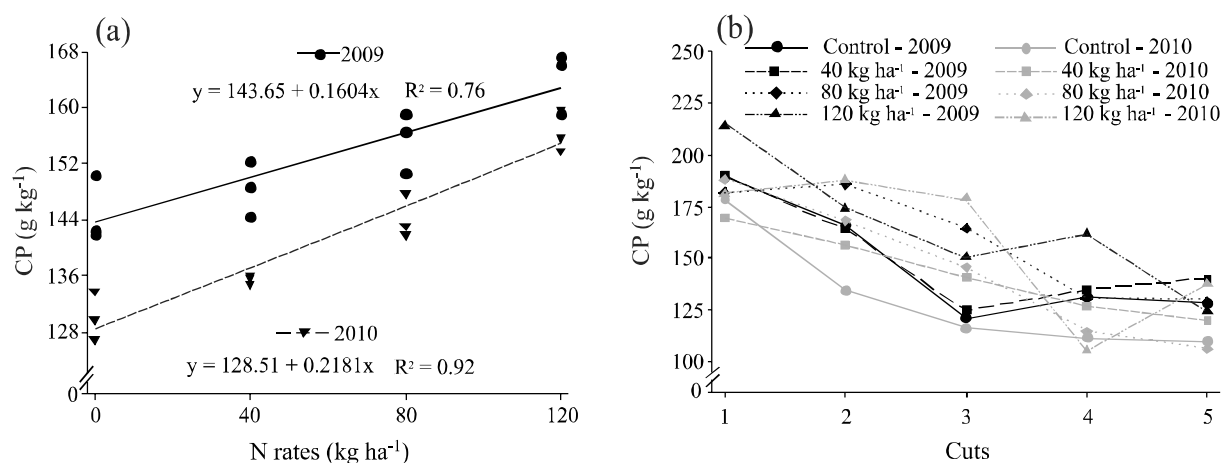 (a)
168
160
152
144
136
128
0
CP (g kg⁻¹)
2009
y = 143.65 + 0.1604x R² = 0.76
2010
y = 128.51 + 0.2181x R² = 0.92
0 40 80 120
N rates (kg ha⁻¹)
(b)
250
225
200
175
150
125
100
0
CP (g kg⁻¹)
Control - 2009
40 kg ha⁻¹ - 2009
80 kg ha⁻¹ - 2009
120 kg ha⁻¹ - 2009
Control - 2010
40 kg ha⁻¹ - 2010
80 kg ha⁻¹ - 2010
120 kg ha⁻¹ - 2010
1 2 3 4 5
Cuts